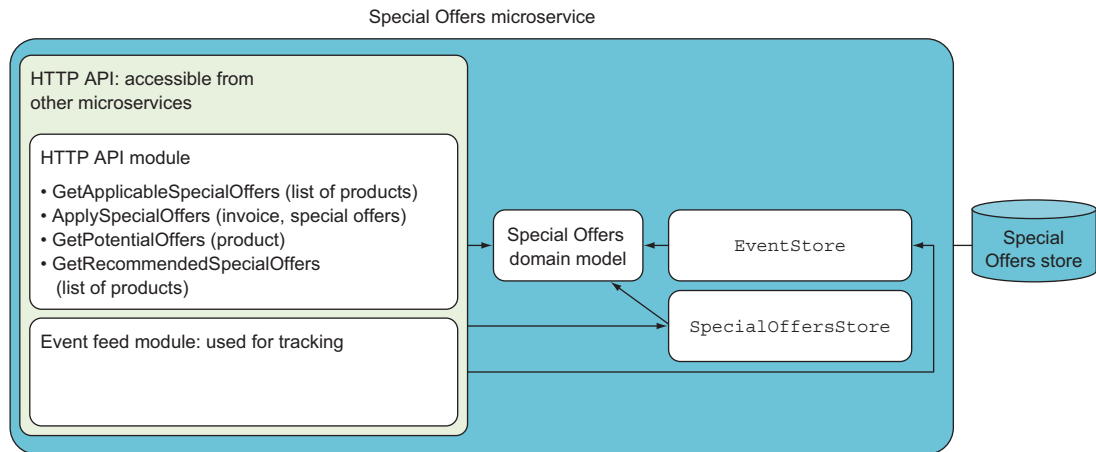 Special Offers microservice
HTTP API: accessible from
other microservices
HTTP API module
• GetApplicableSpecialOffers (list of products)
• ApplySpecialOffers (invoice, special offers)
• GetPotentialOffers (product)
• GetRecommendedSpecialOffers
(list of products)
Event feed module: used for tracking
Special Offers
domain model
EventStore
SpecialOffersStore
Special
Offers store